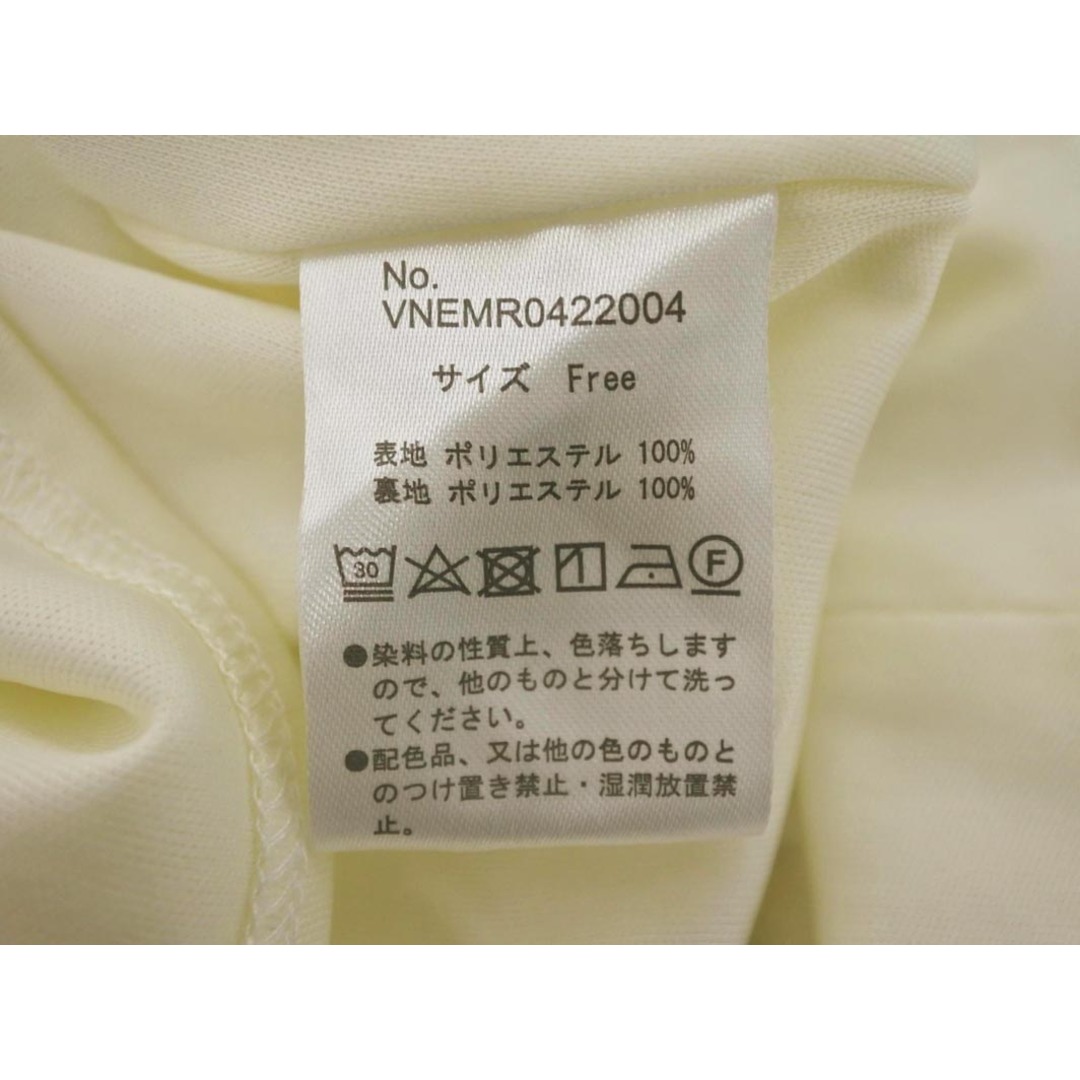 No.
VNEMR0422004
サイズ Free
表地 ポリエステル 100%
裏地 ポリエステル 100%
30 F
●染料の性質上、色落ちします
ので、他のものと分けて洗っ
てください。
●配色品、又は他の色のものと
のつけ置き禁止・湿潤放置禁
止。